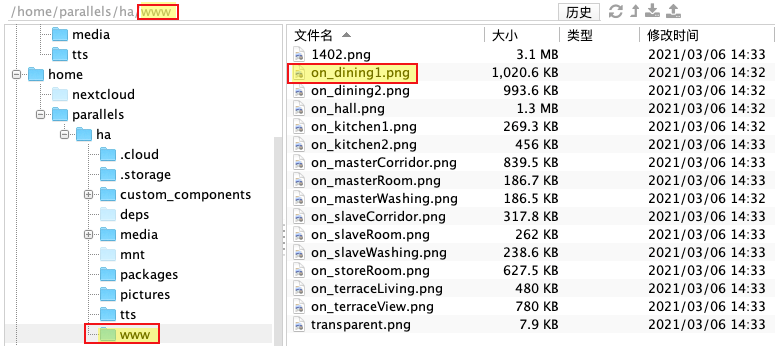 /home/parallels/ha/www
历史
media
tts
home
nextcloud
parallels
ha
.cloud
.storage
custom_components
deps
media
mnt
packages
pictures
tts
www
文件名 大小 类型 修改时间
1402.png 3.1 MB 2021/03/06 14:33
on_dining1.png 1,020.6 KB 2021/03/06 14:32
on_dining2.png 993.6 KB 2021/03/06 14:32
on_hall.png 1.3 MB 2021/03/06 14:33
on_kitchen1.png 269.3 KB 2021/03/06 14:32
on_kitchen2.png 456 KB 2021/03/06 14:33
on_masterCorridor.png 839.5 KB 2021/03/06 14:33
on_masterRoom.png 186.7 KB 2021/03/06 14:33
on_masterWashing.png 186.5 KB 2021/03/06 14:32
on_slaveCorridor.png 317.8 KB 2021/03/06 14:33
on_slaveRoom.png 262 KB 2021/03/06 14:33
on_slaveWashing.png 238.6 KB 2021/03/06 14:33
on_storeRoom.png 627.5 KB 2021/03/06 14:33
on_terraceLiving.png 480 KB 2021/03/06 14:33
on_terraceView.png 780 KB 2021/03/06 14:33
transparent.png 7.9 KB 2021/03/06 14:33